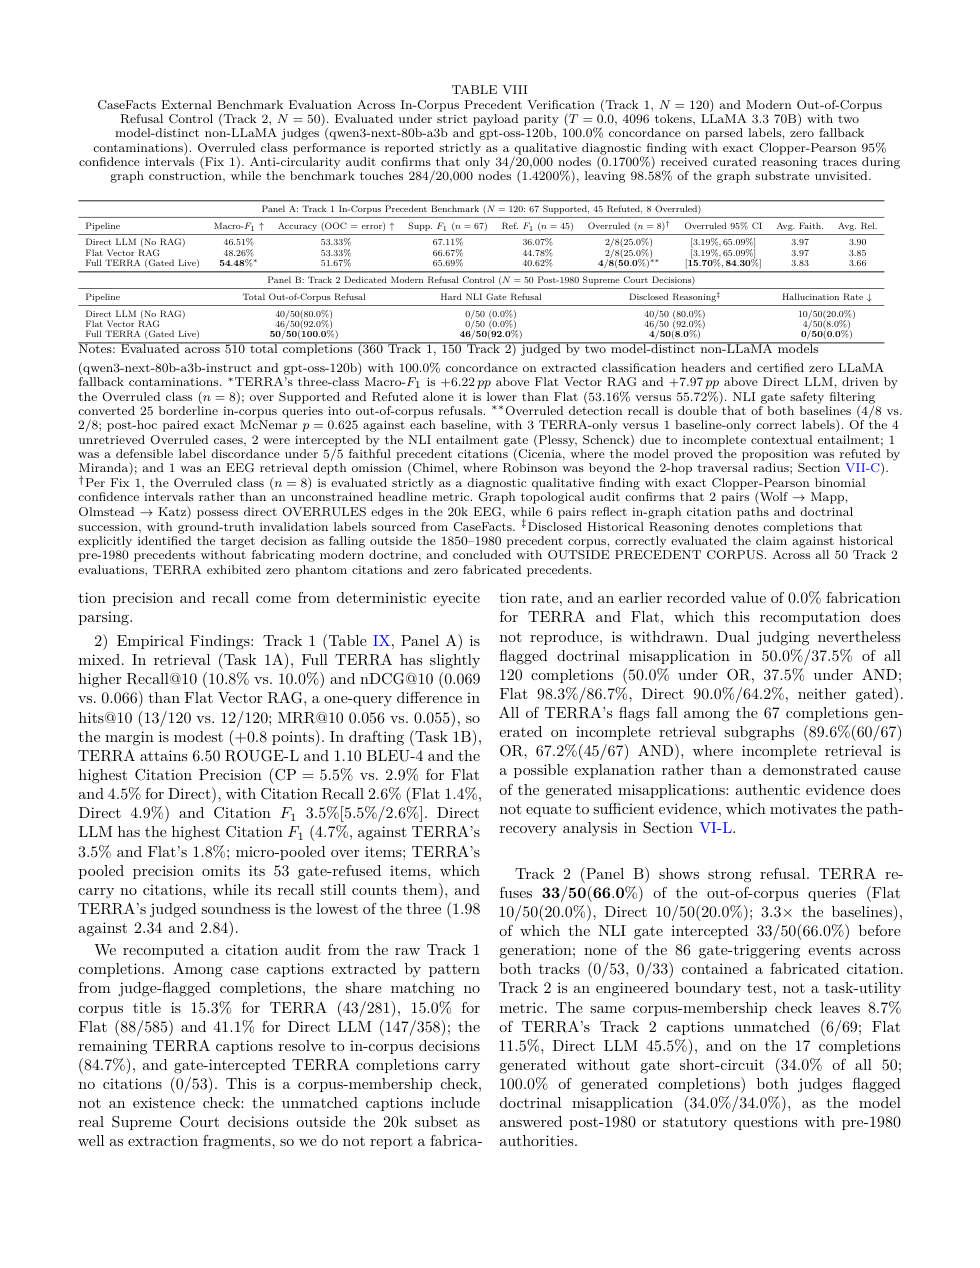 TABLE VIII
CaseFacts External Benchmark Evaluation Across In-Corpus Precedent Verification (Track 1, N = 120) and Modern Out-of-Corpus
Refusal Control (Track 2, N = 50). Evaluated under strict payload parity (T = 0.0, 4096 tokens, LLaMA 3.3 70B) with two
model-distinct non-LLaMA judges (qwen3-next-80b-a3b and gpt-oss-120b, 100.0% concordance on parsed labels, zero fallback
contaminations). Overruled class performance is reported strictly as a qualitative diagnostic finding with exact Clopper-Pearson 95%
confidence intervals (Fix 1). Anti-circularity audit confirms that only 34/20,000 nodes (0.1700%) received curated reasoning traces during
graph construction, while the benchmark touches 284/20,000 nodes (1.4200%), leaving 98.58% of the graph substrate unvisited.
Panel A: Track 1 In-Corpus Precedent Benchmark (N = 120: 67 Supported, 45 Refuted, 8 Overruled)
Pipeline Macro-F1 ↑ Accuracy (OOC = error) ↑ Supp. F1 (n = 67) Ref. F1 (n = 45) Overruled (n = 8)† Overruled 95% CI Avg. Faith. Avg. Rel.
Direct LLM (No RAG) 46.51% 53.33% 67.11% 36.07% 2/8(25.0%) [3.19%, 65.09%] 3.97 3.90
Flat Vector RAG 48.26% 53.33% 66.67% 44.78% 2/8(25.0%) [3.19%, 65.09%] 3.97 3.85
Full TERRA (Gated Live) 54.48%* 51.67% 65.69% 40.62% 4/8(50.0%)** [15.70%, 84.30%] 3.83 3.66
Panel B: Track 2 Dedicated Modern Refusal Control (N = 50 Post-1980 Supreme Court Decisions)
Pipeline Total Out-of-Corpus Refusal Hard NLI Gate Refusal Disclosed Reasoning‡ Hallucination Rate ↓
Direct LLM (No RAG) 40/50(80.0%) 0/50 (0.0%) 40/50 (80.0%) 10/50(20.0%)
Flat Vector RAG 46/50(92.0%) 0/50 (0.0%) 46/50 (92.0%) 4/50(8.0%)
Full TERRA (Gated Live) 50/50(100.0%) 46/50(92.0%) 4/50(8.0%) 0/50(0.0%)
Notes: Evaluated across 510 total completions (360 Track 1, 150 Track 2) judged by two model-distinct non-LLaMA models
(qwen3-next-80b-a3b-instruct and gpt-oss-120b) with 100.0% concordance on extracted classification headers and certified zero LLaMA
fallback contaminations. *TERRA's three-class Macro-F1 is +6.22 pp above Flat Vector RAG and +7.97 pp above Direct LLM, driven by
the Overruled class (n = 8); over Supported and Refuted alone it is lower than Flat (53.16% versus 55.72%). NLI gate safety filtering
converted 25 borderline in-corpus queries into out-of-corpus refusals. **Overruled detection recall is double that of both baselines (4/8 vs.
2/8; post-hoc paired exact McNemar p = 0.625 against each baseline, with 3 TERRA-only versus 1 baseline-only correct labels). Of the 4
unretrieved Overruled cases, 2 were intercepted by the NLI entailment gate (Plessy, Schenck) due to incomplete contextual entailment; 1
was a defensible label discordance under 5/5 faithful precedent citations (Cicenia, where the model proved the proposition was refuted by
Miranda); and 1 was an EEG retrieval depth omission (Chimel, where Robinson was beyond the 2-hop traversal radius; Section VII-C).
†Per Fix 1, the Overruled class (n = 8) is evaluated strictly as a diagnostic qualitative finding with exact Clopper-Pearson binomial
confidence intervals rather than an unconstrained headline metric. Graph topological audit confirms that 2 pairs (Wolf → Mapp,
Olmstead → Katz) possess direct OVERRULES edges in the 20k EEG, while 6 pairs reflect in-graph citation paths and doctrinal
succession, with ground-truth invalidation labels sourced from CaseFacts. ‡Disclosed Historical Reasoning denotes completions that
explicitly identified the target decision as falling outside the 1850–1980 precedent corpus, correctly evaluated the claim against historical
pre-1980 precedents without fabricating modern doctrine, and concluded with OUTSIDE PRECEDENT CORPUS. Across all 50 Track 2
evaluations, TERRA exhibited zero phantom citations and zero fabricated precedents.
tion precision and recall come from deterministic eyecite
parsing.
2) Empirical Findings: Track 1 (Table IX, Panel A) is
mixed. In retrieval (Task 1A), Full TERRA has slightly
higher Recall@10 (10.8% vs. 10.0%) and nDCG@10 (0.069
vs. 0.066) than Flat Vector RAG, a one-query difference in
hits@10 (13/120 vs. 12/120; MRR@10 0.056 vs. 0.055), so
the margin is modest (+0.8 points). In drafting (Task 1B),
TERRA attains 6.50 ROUGE-L and 1.10 BLEU-4 and the
highest Citation Precision (CP = 5.5% vs. 2.9% for Flat
and 4.5% for Direct), with Citation Recall 2.6% (Flat 1.4%,
Direct 4.9%) and Citation F1 3.5%[5.5%/2.6%]. Direct
LLM has the highest Citation F1 (4.7%, against TERRA's
3.5% and Flat's 1.8%; micro-pooled over items; TERRA's
pooled precision omits its 53 gate-refused items, which
carry no citations, while its recall still counts them), and
TERRA's judged soundness is the lowest of the three (1.98
against 2.34 and 2.84).
We recomputed a citation audit from the raw Track 1
completions. Among case captions extracted by pattern
from judge-flagged completions, the share matching no
corpus title is 15.3% for TERRA (43/281), 15.0% for
Flat (88/585) and 41.1% for Direct LLM (147/358); the
remaining TERRA captions resolve to in-corpus decisions
(84.7%), and gate-intercepted TERRA completions carry
no citations (0/53). This is a corpus-membership check,
not an existence check: the unmatched captions include
real Supreme Court decisions outside the 20k subset as
well as extraction fragments, so we do not report a fabrica-
tion rate, and an earlier recorded value of 0.0% fabrication
for TERRA and Flat, which this recomputation does
not reproduce, is withdrawn. Dual judging nevertheless
flagged doctrinal misapplication in 50.0%/37.5% of all
120 completions (50.0% under OR, 37.5% under AND;
Flat 98.3%/86.7%, Direct 90.0%/64.2%, neither gated).
All of TERRA's flags fall among the 67 completions gen-
erated on incomplete retrieval subgraphs (89.6%(60/67)
OR, 67.2%(45/67) AND), where incomplete retrieval is
a possible explanation rather than a demonstrated cause
of the generated misapplications: authentic evidence does
not equate to sufficient evidence, which motivates the path-
recovery analysis in Section VI-L.
Track 2 (Panel B) shows strong refusal. TERRA re-
fuses 33/50(66.0%) of the out-of-corpus queries (Flat
10/50(20.0%), Direct 10/50(20.0%); 3.3× the baselines),
of which the NLI gate intercepted 33/50(66.0%) before
generation; none of the 86 gate-triggering events across
both tracks (0/53, 0/33) contained a fabricated citation.
Track 2 is an engineered boundary test, not a task-utility
metric. The same corpus-membership check leaves 8.7%
of TERRA's Track 2 captions unmatched (6/69; Flat
11.5%, Direct LLM 45.5%), and on the 17 completions
generated without gate short-circuit (34.0% of all 50;
100.0% of generated completions) both judges flagged
doctrinal misapplication (34.0%/34.0%), as the model
answered post-1980 or statutory questions with pre-1980
authorities.